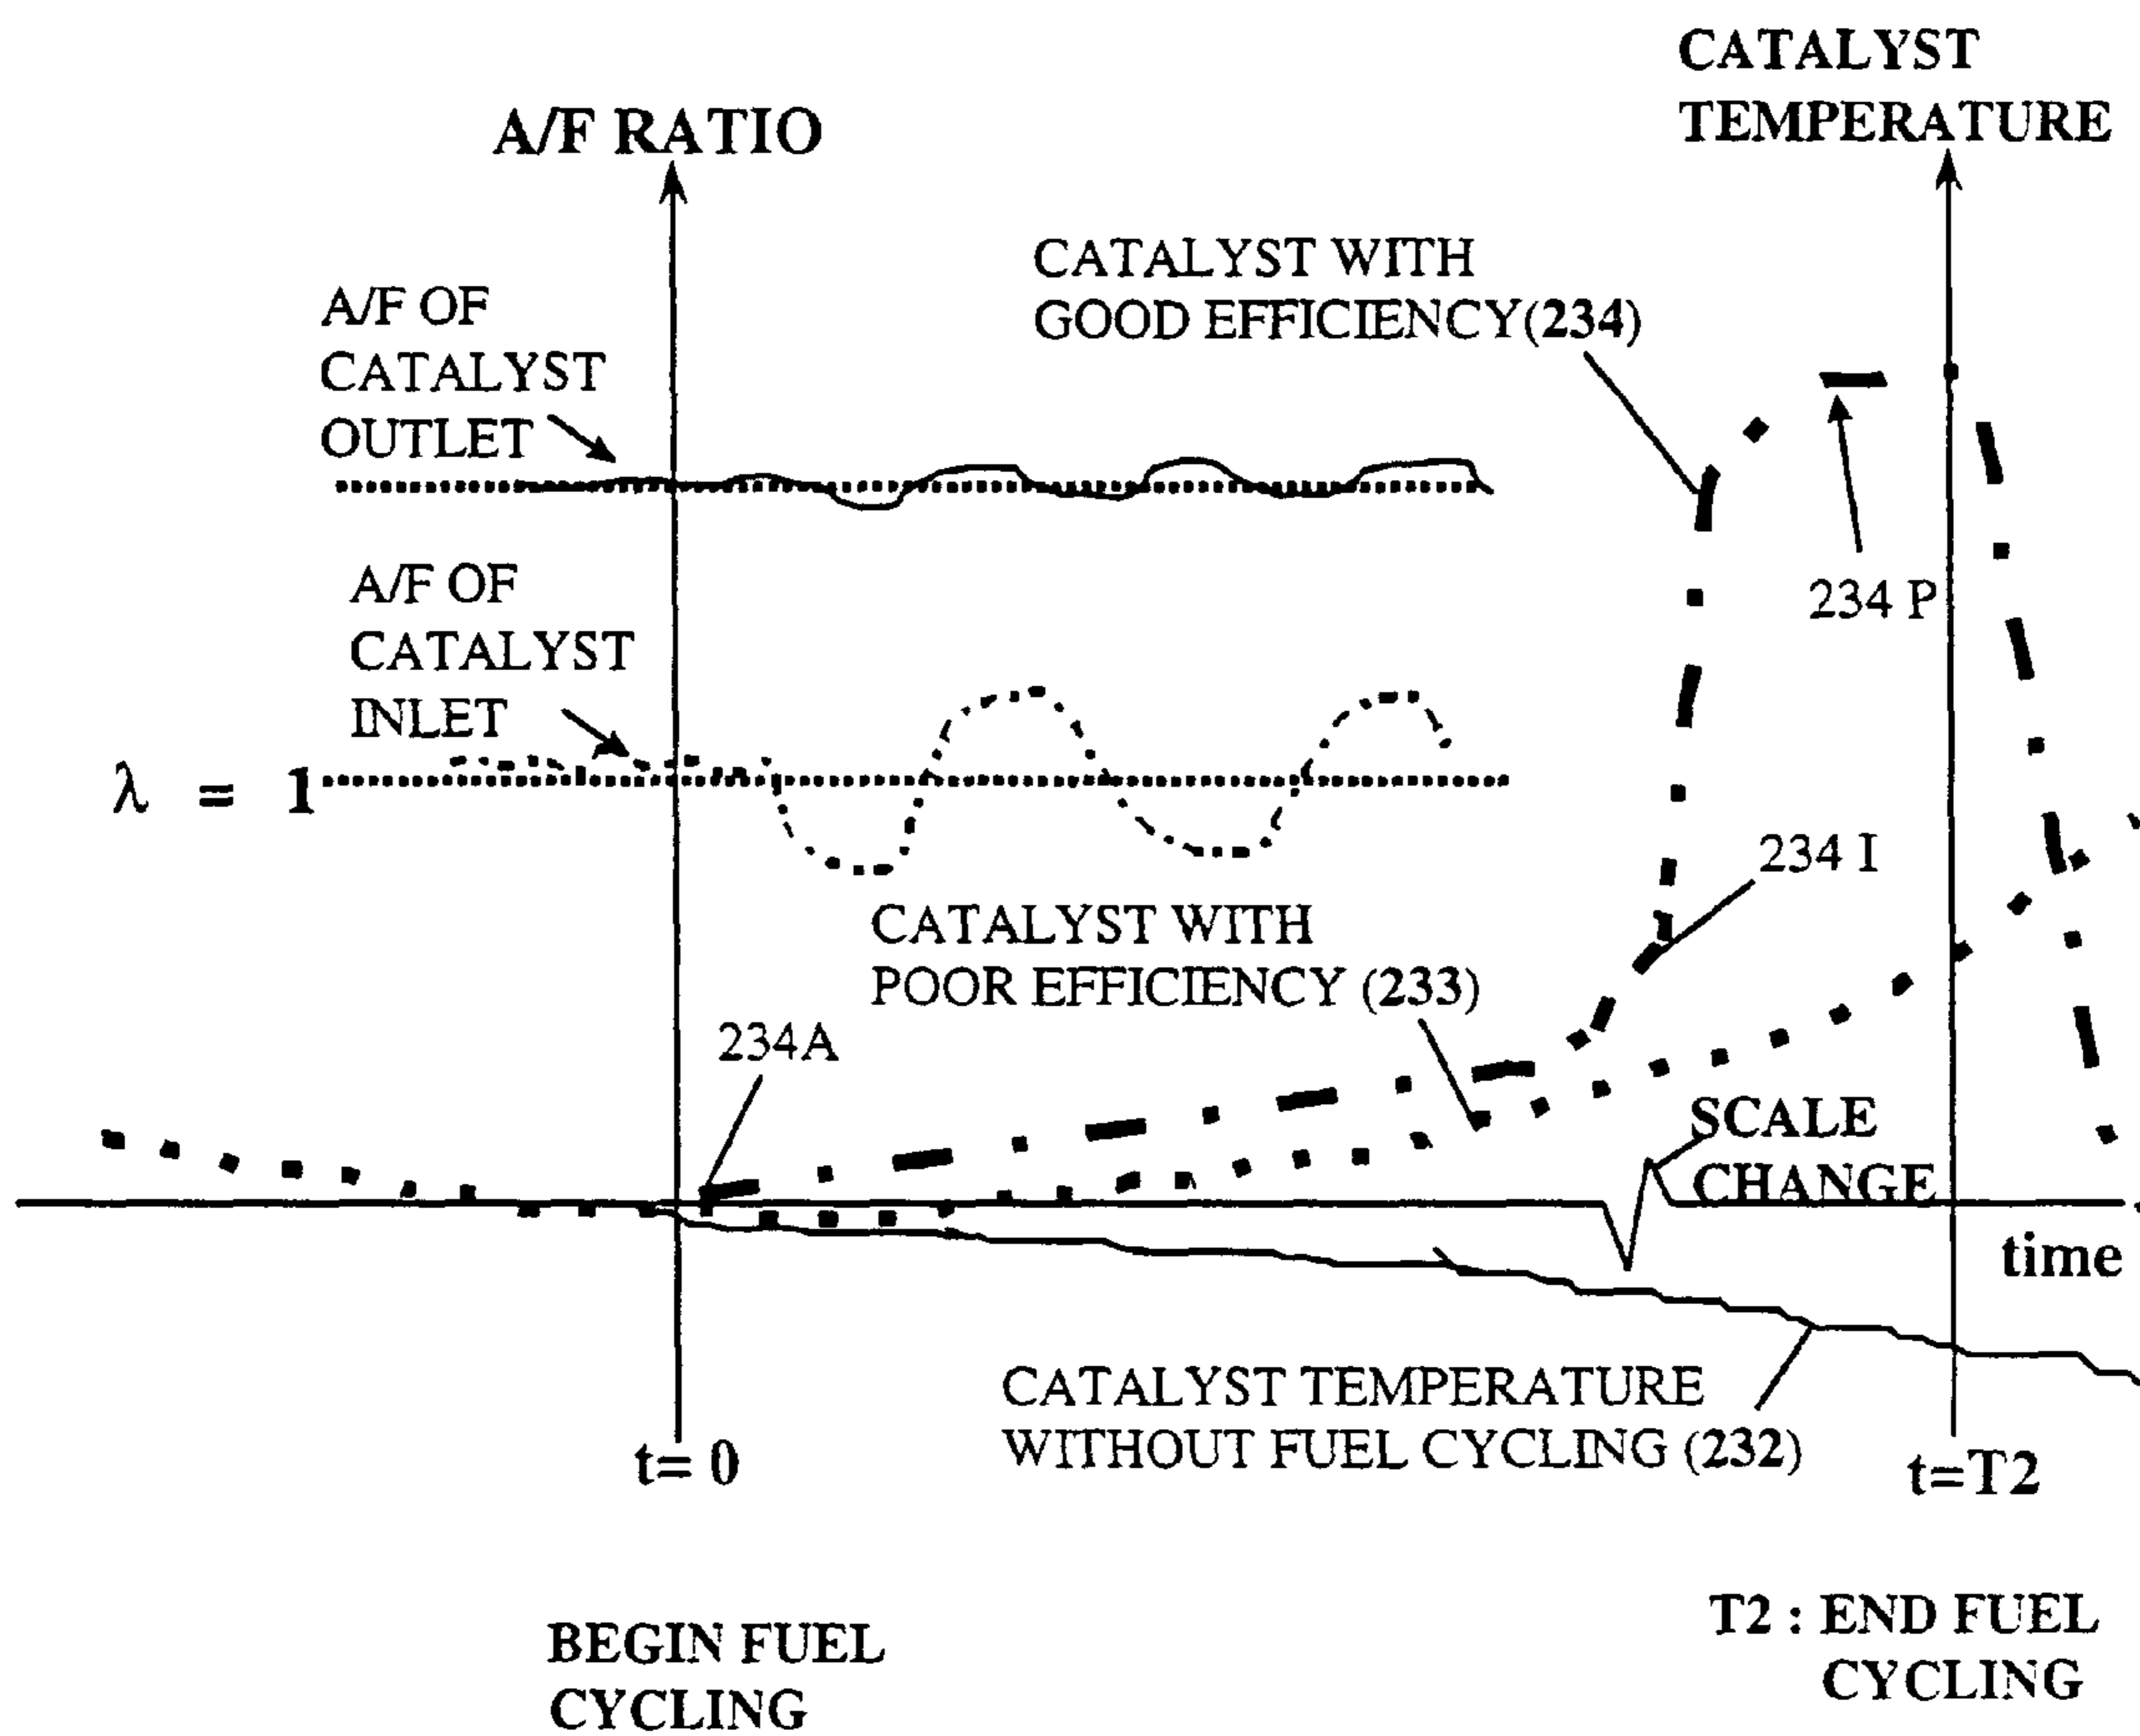 CATALYST
TEMPERATURE
A/F RATIO
CATALYST WITH
GOOD EFFICIENCY(234)
A/F OF
CATALYST
OUTLET
234 P
A/F OF
CATALYST
INLET
λ = 1
234 I
CATALYST WITH
POOR EFFICIENCY (233)
234A
SCALE
CHANGE
time
CATALYST TEMPERATURE
WITHOUT FUEL CYCLING (232)
t= 0
t=T2
T2 : END FUEL
CYCLING
BEGIN FUEL
CYCLING